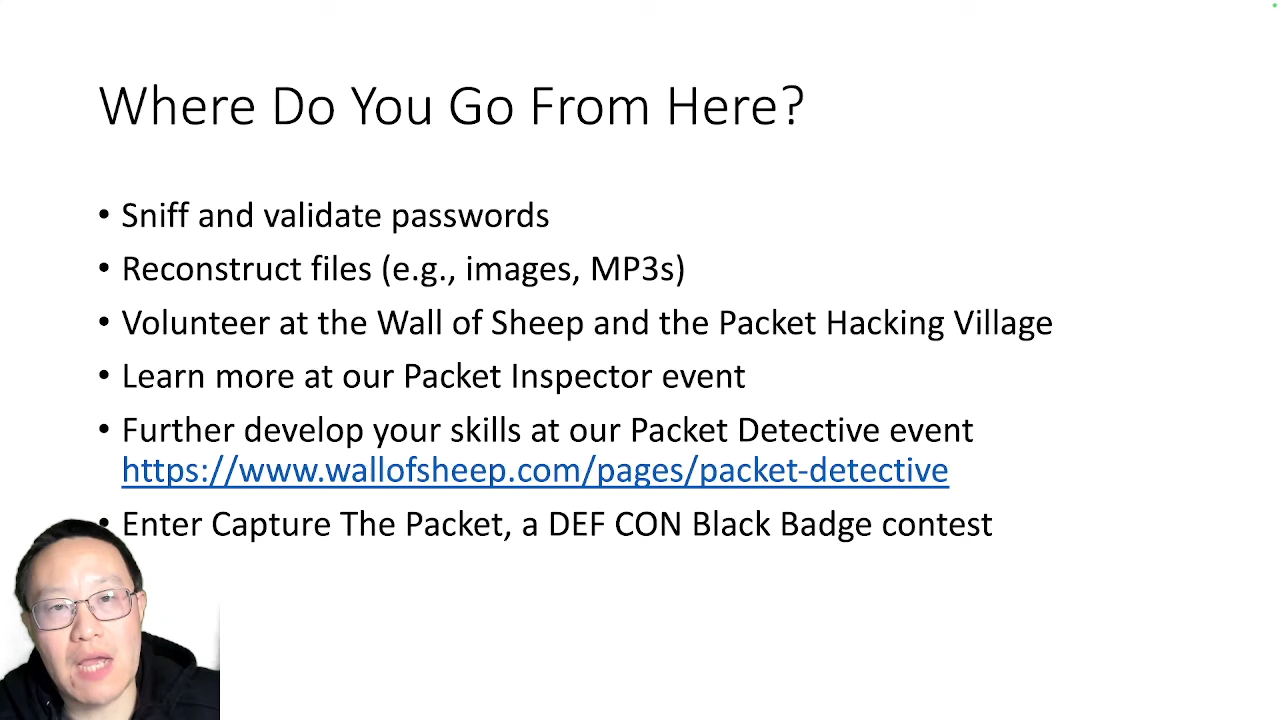 Where Do You Go From Here?
• Sniff and validate passwords
• Reconstruct files (e.g., images, MP3s)
• Volunteer at the Wall of Sheep and the Packet Hacking Village
• Learn more at our Packet Inspector event
• Further develop your skills at our Packet Detective event
https://www.wallofsheep.com/pages/packet-detective
• Enter Capture The Packet, a DEF CON Black Badge contest